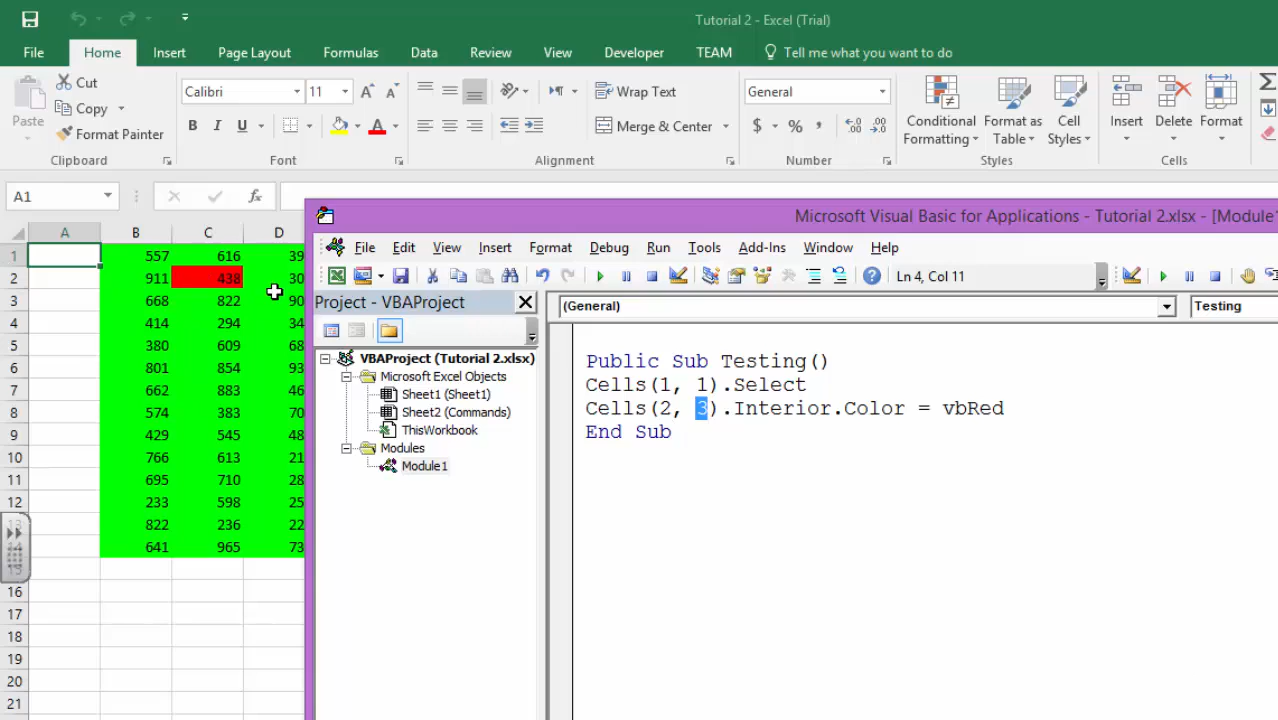 Tutorial 2 - Excel (Trial)
File Home Insert Page Layout Formulas Data Review View Developer TEAM Tell me what you want to do
Paste
Cut
Copy
Format Painter
Clipboard
Calibri 11
B I U A
Font
Wrap Text
Merge & Center
Alignment
General
$ % ,
Number
Conditional Formatting
Format as Table
Cell Styles
Styles
Insert Delete Format
Cells
A1 fx
A B C D
1 557 616 39
2 911 438 30
3 668 822 90
4 414 294 34
5 380 609 68
6 801 854 93
7 662 883 46
8 574 383 70
9 429 545 48
10 766 613 21
11 695 710 28
12 233 598 25
13 822 236 22
14 641 965 73
15
16
17
18
19
20
21
Microsoft Visual Basic for Applications - Tutorial 2.xlsx - [Module
File Edit View Insert Format Debug Run Tools Add-Ins Window Help
Ln 4, Col 11
Project - VBAProject
VBAProject (Tutorial 2.xlsx)
Microsoft Excel Objects
Sheet1 (Sheet1)
Sheet2 (Commands)
ThisWorkbook
Modules
Module1
(General) Testing
Public Sub Testing()
Cells(1, 1).Select
Cells(2, 3).Interior.Color = vbRed
End Sub